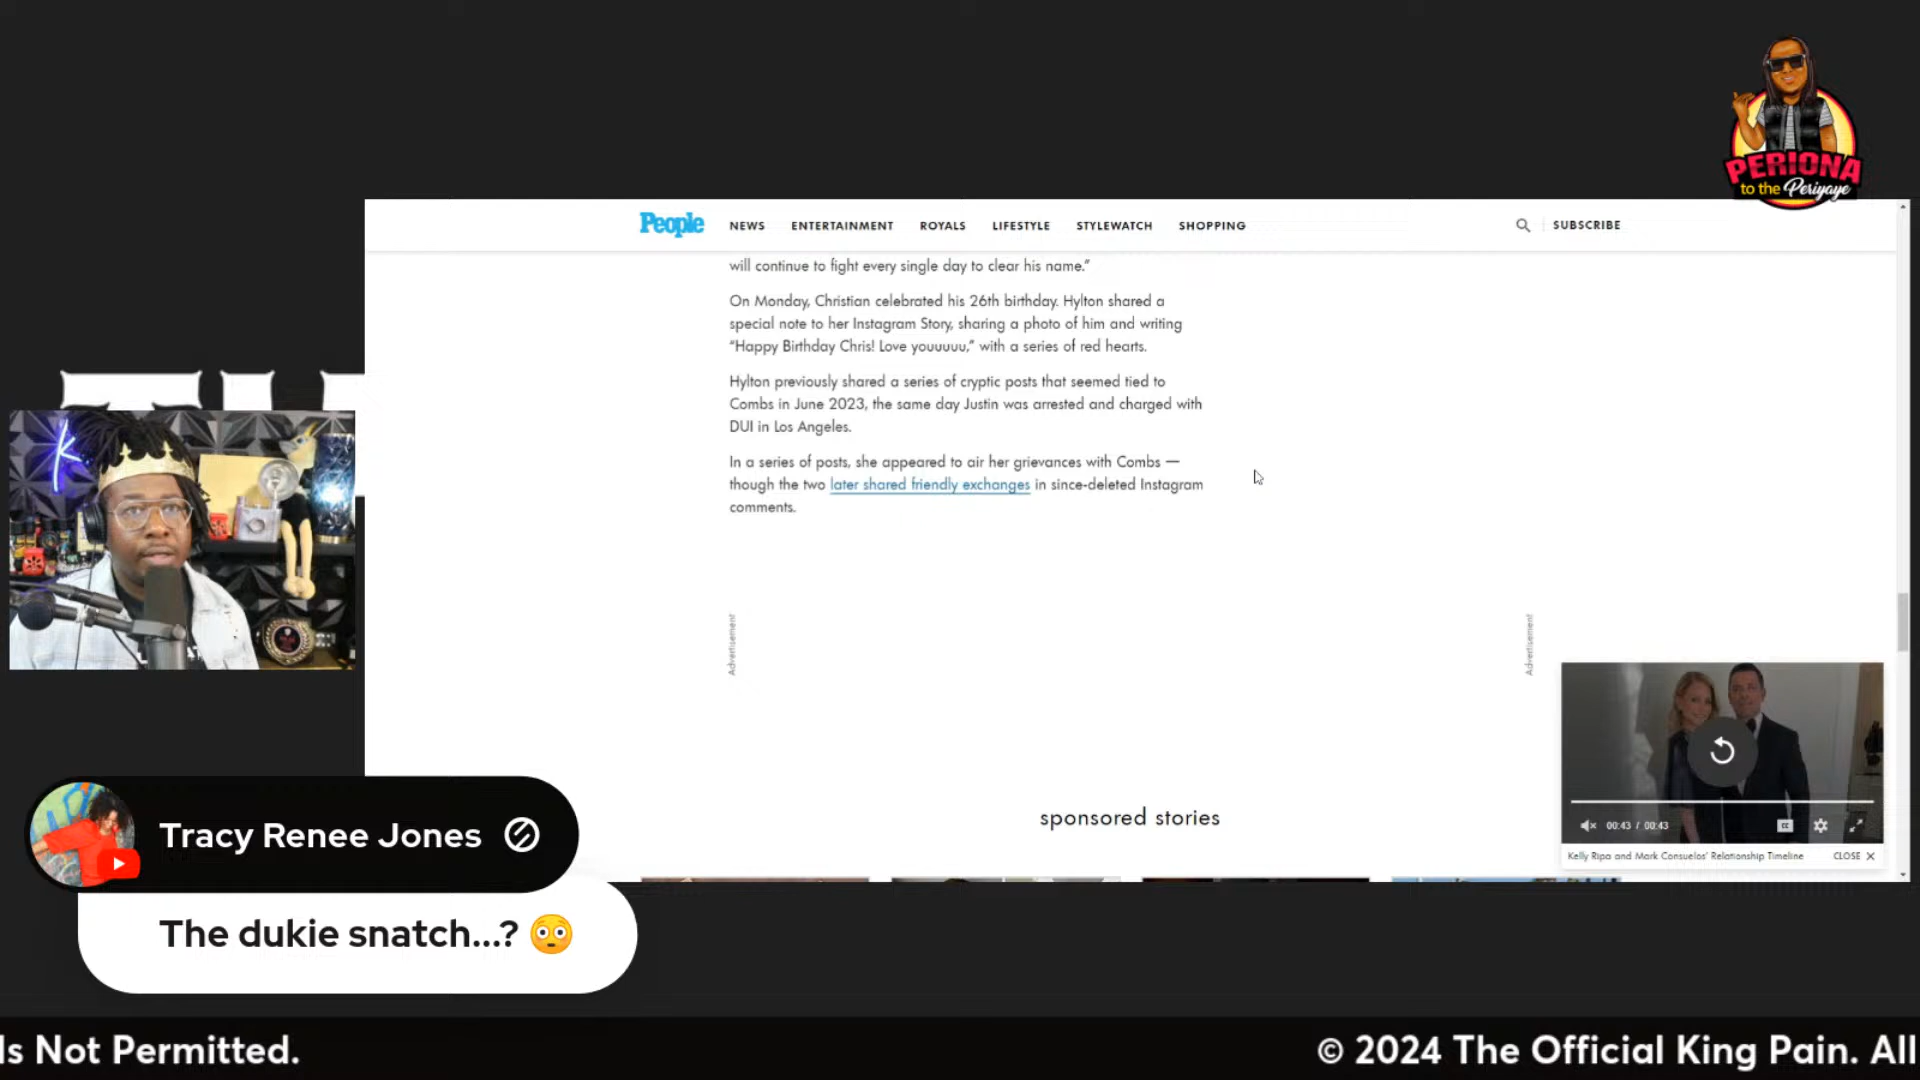 PERIONA
to the Periyaye
People
NEWS ENTERTAINMENT ROYALS LIFESTYLE STYLEWATCH SHOPPING
SUBSCRIBE
will continue to fight every single day to clear his name.”
On Monday, Christian celebrated his 26th birthday. Hylton shared a
special note to her Instagram Story, sharing a photo of him and writing
“Happy Birthday Chris! Love youuuuu,” with a series of red hearts.
Hylton previously shared a series of cryptic posts that seemed tied to
Combs in June 2023, the same day Justin was arrested and charged with
DUI in Los Angeles.
In a series of posts, she appeared to air her grievances with Combs —
though the two later shared friendly exchanges in since-deleted Instagram
comments.
Advertisement
Advertisement
sponsored stories
00:43 / 00:43
CC
Kelly Ripa and Mark Consuelos’ Relationship Timeline
CLOSE X
Tracy Renee Jones
The dukie snatch...? 😳
Is Not Permitted.
© 2024 The Official King Pain. All